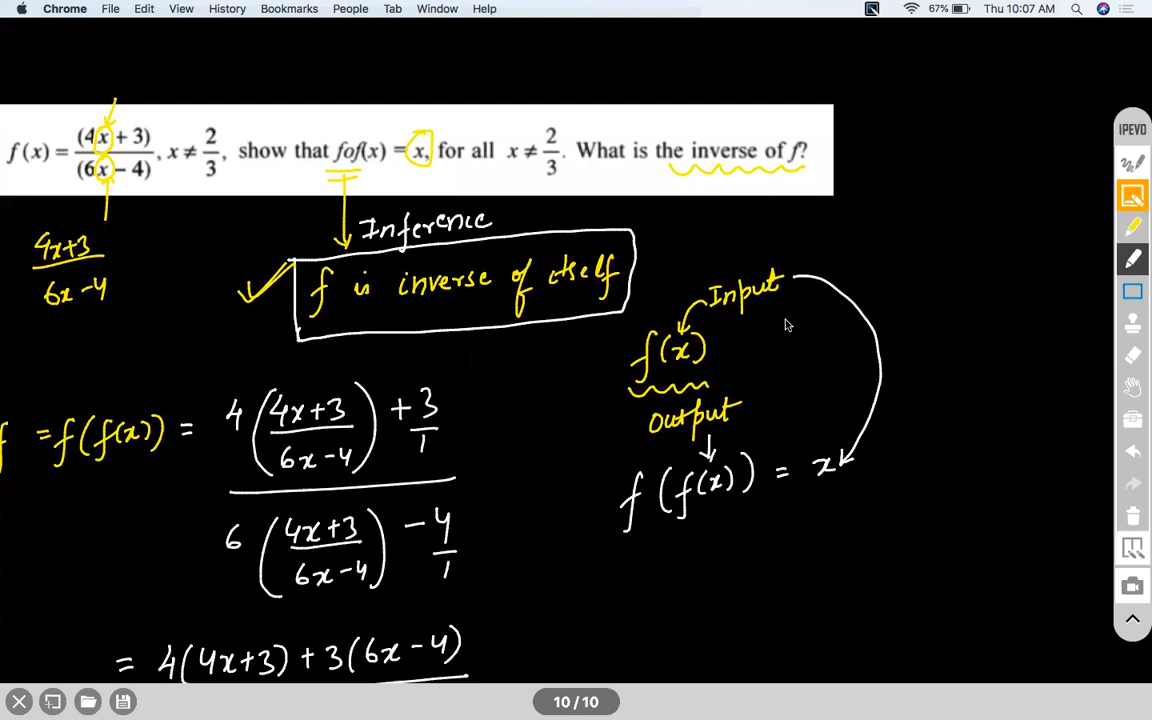 Chrome File Edit View History Bookmarks People Tab Window Help 67% Thu 10:07 AM
f(x) = (4x + 3)/(6x – 4), x ≠ 2/3, show that fof(x) = x, for all x ≠ 2/3. What is the inverse of f?
IPEVO
4x+3
6x-4
Inference
f is inverse of itself
Input
f(x)
output
f(f(x)) = x
f = f(f(x)) = 4((4x+3)/(6x-4)) + 3/1
6((4x+3)/(6x-4)) - 4/1
= 4(4x+3) + 3(6x-4)
10 / 10